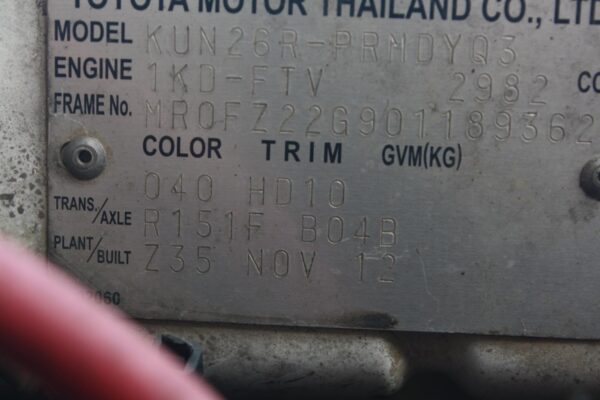 TOYOTA MOTOR THAILAND CO., LTD
MODEL KUN26R-PRMDYQ3
ENGINE 1KD-FTV 2982
FRAME No. MR0FZ22G901189362
COLOR TRIM GVM(KG)
040 HD10
TRANS./AXLE R151F B04B
PLANT/BUILT Z35 NOV 12
2060